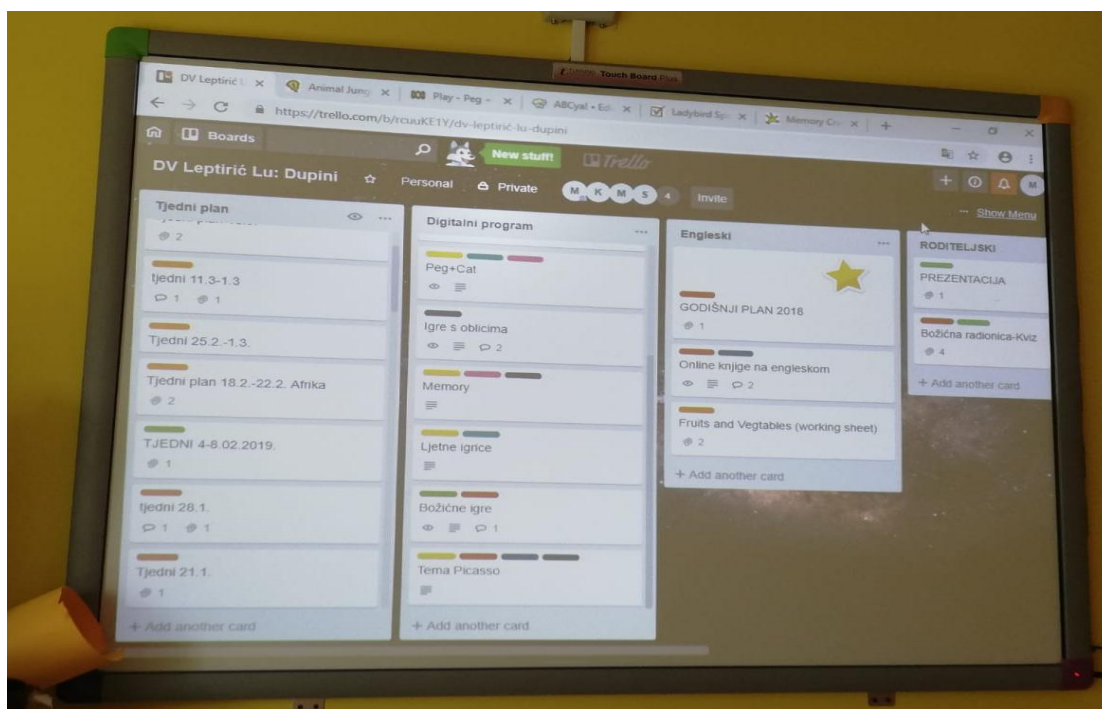 Touch Board Plus
DV Leptirić L
Animal Jung
Play - Peg -
ABCya! • Ed
Ladybird Sp
Memory C
https://trello.com/b/rcuuKE1Y/dv-leptirić-lu-dupini
Boards
New stuff!
Trello
DV Leptirić Lu: Dupini
Personal
Private
M K M S 4
Invite
M
Show Menu
Tjedni plan
2
tjedni 11.3-1.3
1 1
Tjedni 25.2.-1.3.
Tjedni plan 18.2.-22.2. Afrika
2
TJEDNI 4-8.02.2019.
1
tjedni 28.1.
1 1
Tjedni 21.1.
1
+ Add another card
Digitalni program
Peg+Cat
Igre s oblicima
2
Memory
Ljetne igrice
Božićne igre
1
Tema Picasso
+ Add another card
Engleski
GODIŠNJI PLAN 2018
1
Online knjige na engleskom
2
Fruits and Vegtables (working sheet)
2
+ Add another card
RODITELJSKI
PREZENTACIJA
1
Božićna radionica-Kviz
4
+ Add another card